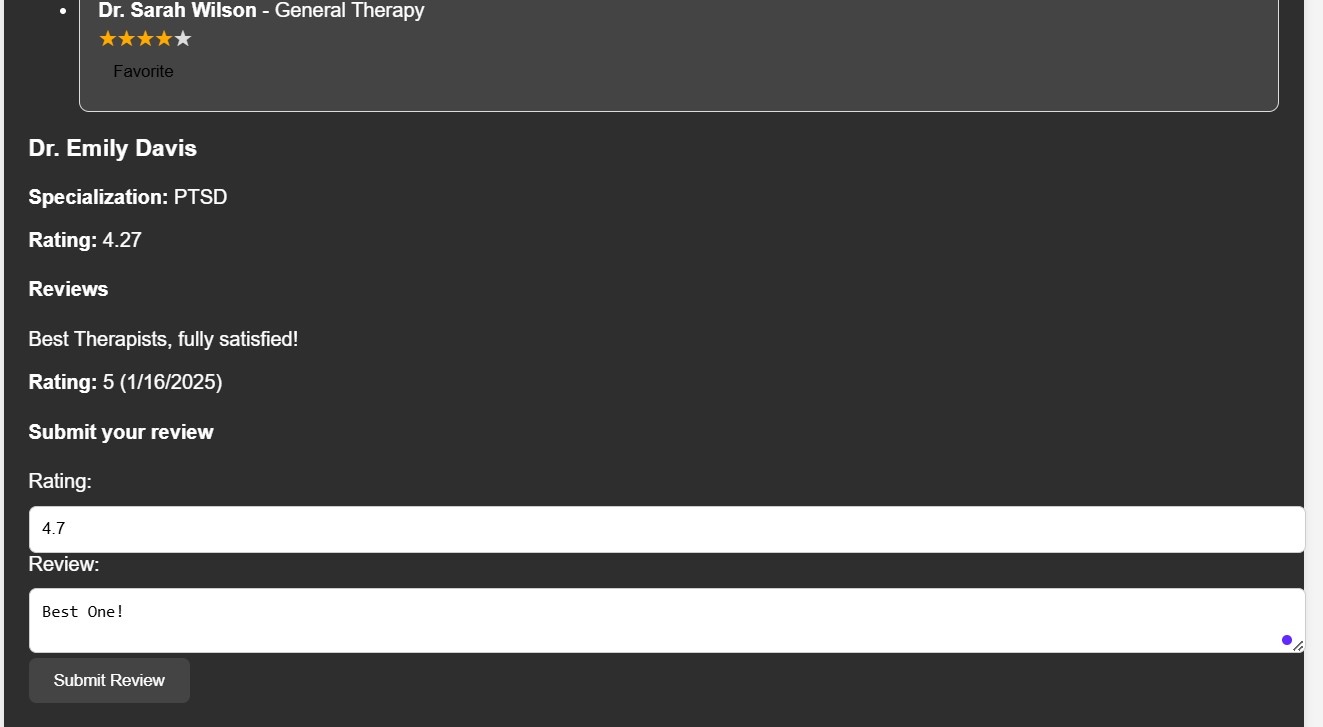 Dr. Sarah Wilson - General Therapy
Favorite
Dr. Emily Davis
Specialization: PTSD
Rating: 4.27
Reviews
Best Therapists, fully satisfied!
Rating: 5 (1/16/2025)
Submit your review
Rating:
4.7
Review:
Best One!
Submit Review